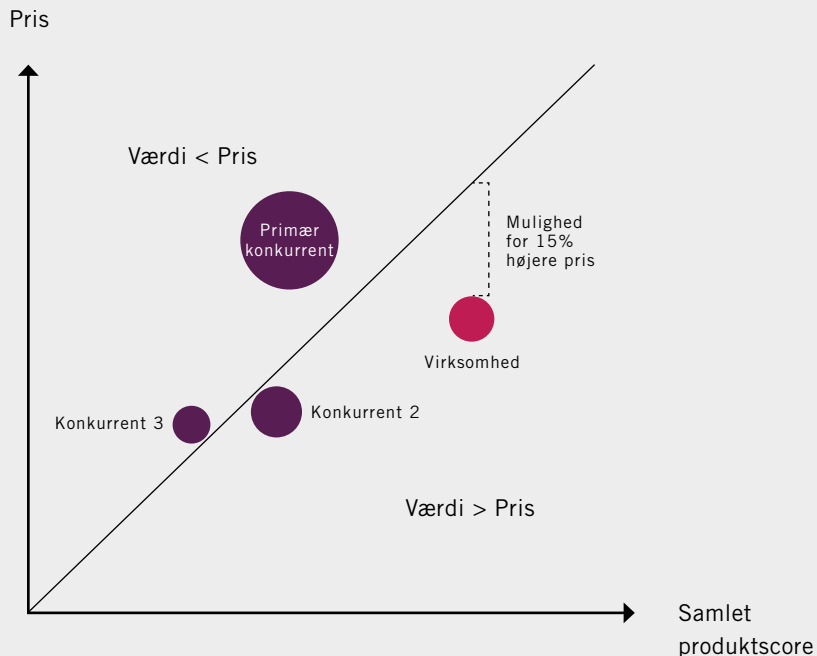 Pris
Værdi < Pris
Primær
konkurrent
Mulighed
for 15%
højere pris
Virksomhed
Konkurrent 3
Konkurrent 2
Værdi > Pris
Samlet
produktscore